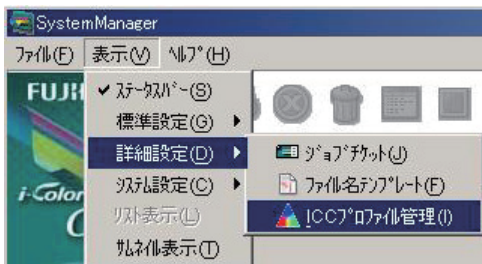 SystemManager
ﾌｧｲﾙ(F) 表示(V) ﾍﾙﾌﾟ(H)
FUJI
✔ ｽﾃｰﾀｽﾊﾞｰ(S)
標準設定(G)
詳細設定(D)
ｼﾞｮﾌﾞﾁｹｯﾄ(J)
ｼｽﾃﾑ設定(C)
ﾌｧｲﾙ名ﾃﾝﾌﾟﾚｰﾄ(F)
i-Color
ﾘｽﾄ表示(L)
ICCﾌﾟﾛﾌｧｲﾙ管理(I)
ｻﾑﾈｲﾙ表示(T)